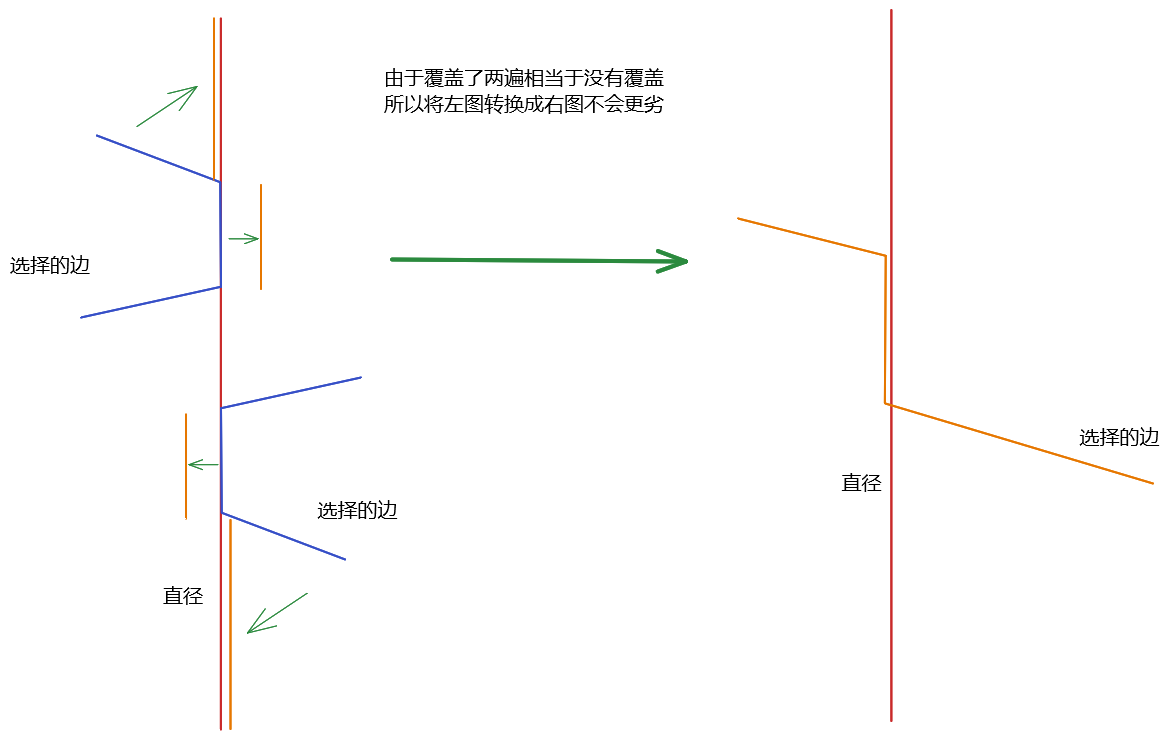 由于覆盖了两遍相当于没有覆盖
所以将左图转换成右图不会更劣
选择的边
选择的边
直径
选择的边
直径